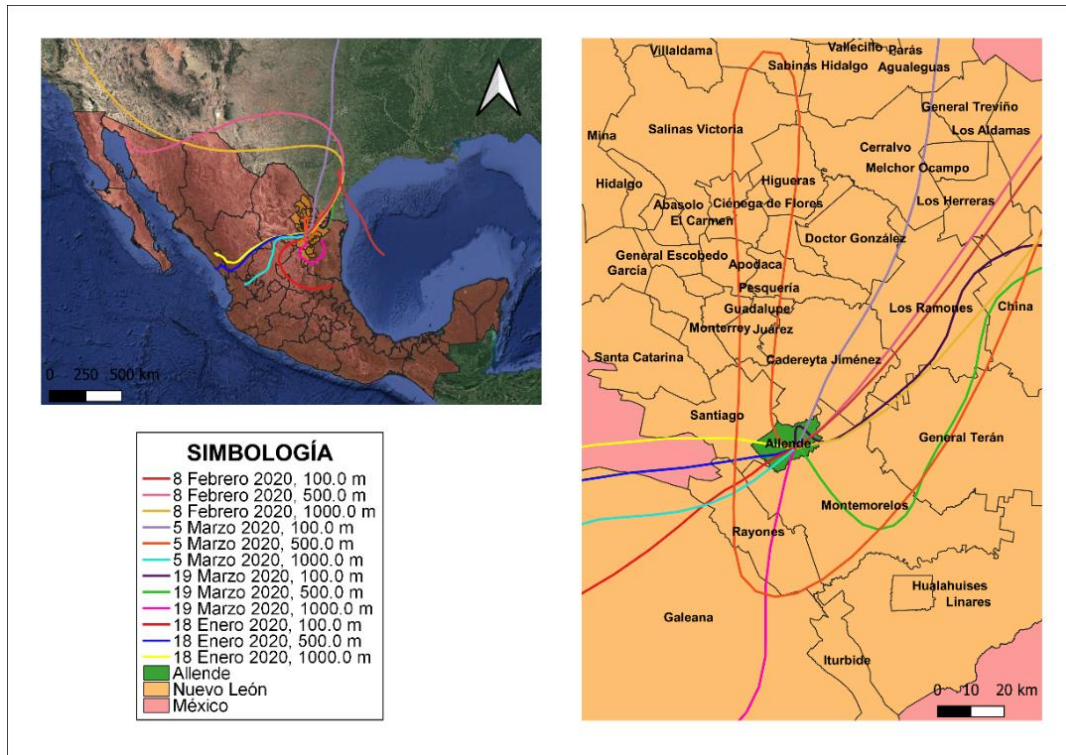 0 250 500 km
SIMBOLOGÍA
8 Febrero 2020, 100.0 m
8 Febrero 2020, 500.0 m
8 Febrero 2020, 1000.0 m
5 Marzo 2020, 100.0 m
5 Marzo 2020, 500.0 m
5 Marzo 2020, 1000.0 m
19 Marzo 2020, 100.0 m
19 Marzo 2020, 500.0 m
19 Marzo 2020, 1000.0 m
18 Enero 2020, 100.0 m
18 Enero 2020, 500.0 m
18 Enero 2020, 1000.0 m
Allende
Nuevo León
México
Villaldama
Vallecillo
Parás
Sabinas Hidalgo
Agualeguas
General Treviño
Salinas Victoria
Los Aldamas
Mina
Cerralvo
Melchor Ocampo
Hidalgo
Higueras
Abasolo
Ciénega de Flores
Los Herreras
El Carmen
Doctor González
General Escobedo
García
Apodaca
Pesquería
Guadalupe
Los Ramones
China
Monterrey
Juárez
Santa Catarina
Cadereyta Jiménez
Santiago
Allende
General Terán
Montemorelos
Rayones
Hualahuises
Linares
Galeana
Iturbide
0 10 20 km